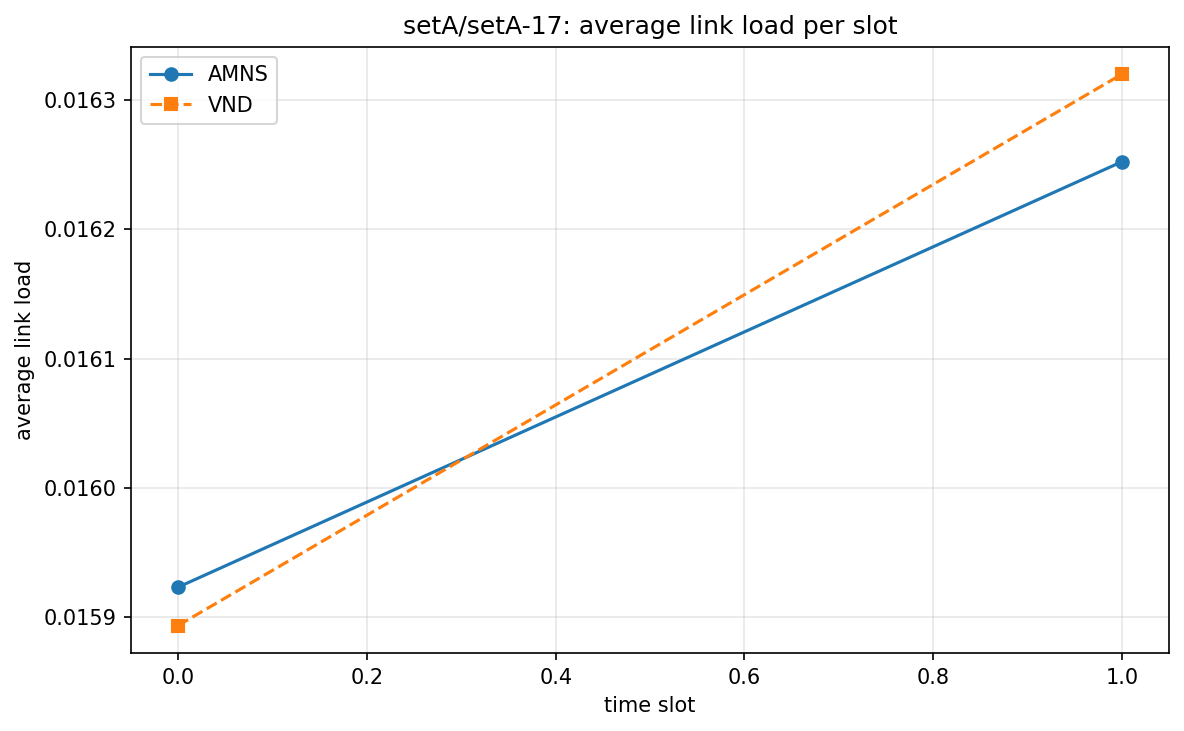 setA/setA-17: average link load per slot
AMNS
VND
0.0163
0.0162
0.0161
0.0160
0.0159
average link load
0.0 0.2 0.4 0.6 0.8 1.0
time slot